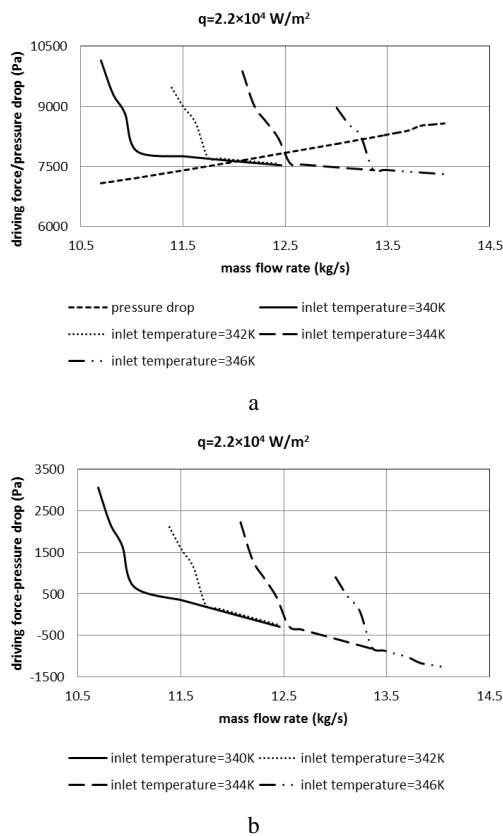 q=2.2×10⁴ W/m²
driving force/pressure drop (Pa)
10500
9000
7500
6000
10.5 11.5 12.5 13.5 14.5
mass flow rate (kg/s)
pressure drop inlet temperature=340K
inlet temperature=342K inlet temperature=344K
inlet temperature=346K
a
q=2.2×10⁴ W/m²
driving force-pressure drop (Pa)
3500
2500
1500
500
-500
-1500
10.5 11.5 12.5 13.5 14.5
mass flow rate (kg/s)
inlet temperature=340K inlet temperature=342K
inlet temperature=344K inlet temperature=346K
b